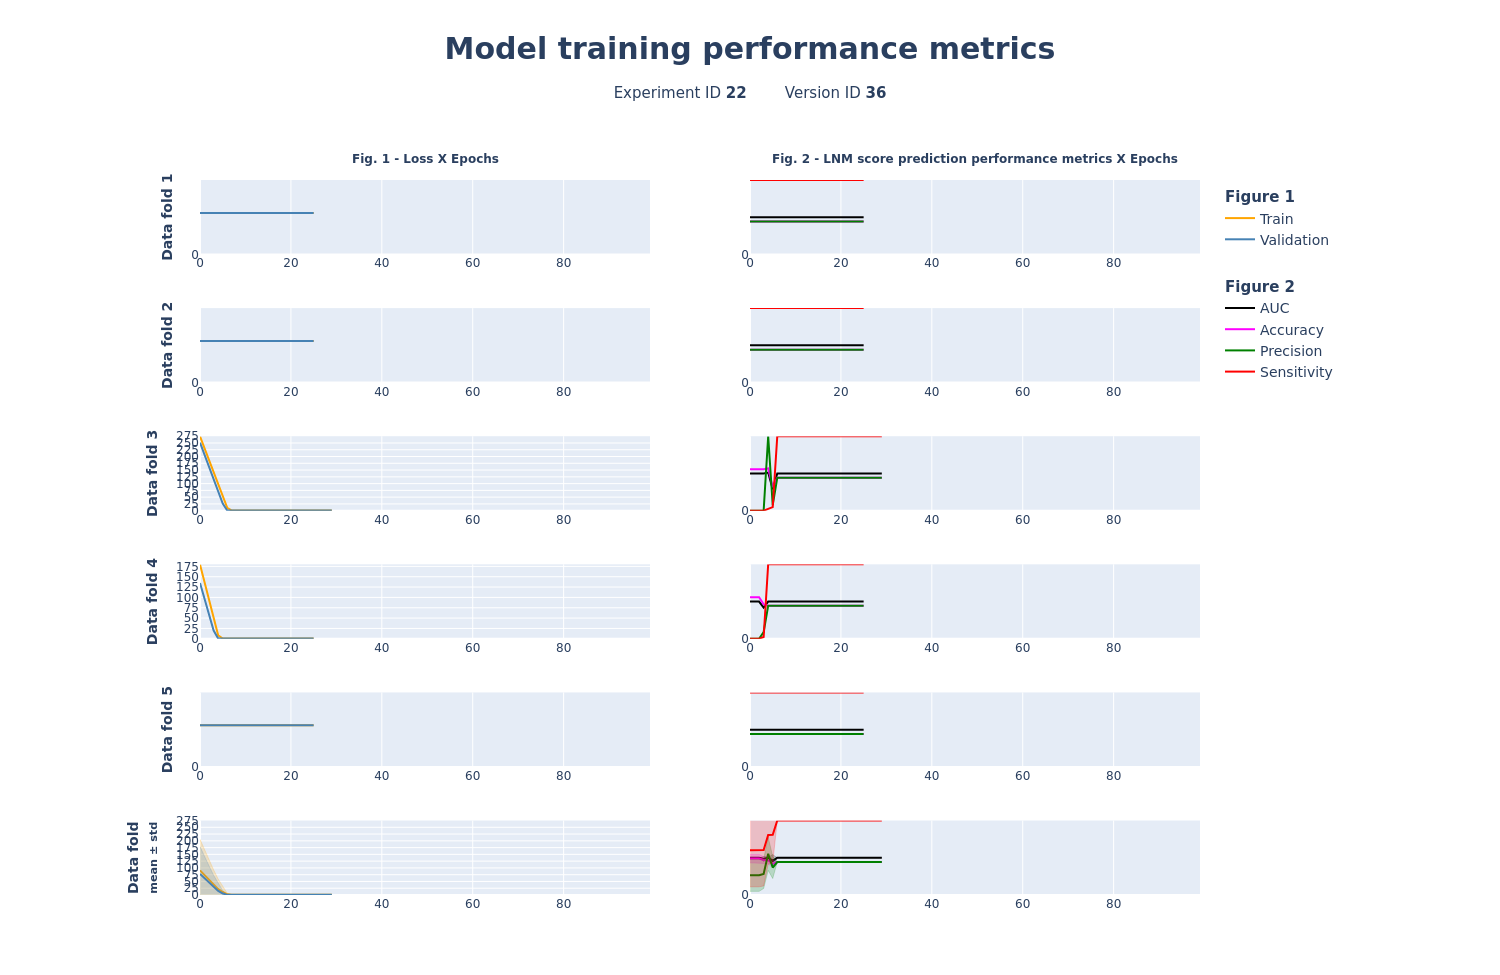 Model training performance metrics
Experiment ID 22 Version ID 36
Fig. 1 - Loss X Epochs
Fig. 2 - LNM score prediction performance metrics X Epochs
Data fold 1
0
0 20 40 60 80
0
0 20 40 60 80
Data fold 2
0
0 20 40 60 80
0
0 20 40 60 80
Data fold 3
275
250
225
200
175
150
125
100
75
50
25
0
0 20 40 60 80
0
0 20 40 60 80
Data fold 4
175
150
125
100
75
50
25
0
0 20 40 60 80
0
0 20 40 60 80
Data fold 5
0
0 20 40 60 80
0
0 20 40 60 80
Data fold
mean ± std
275
250
225
200
175
150
125
100
75
50
25
0
0 20 40 60 80
0
0 20 40 60 80
Figure 1
Train
Validation
Figure 2
AUC
Accuracy
Precision
Sensitivity